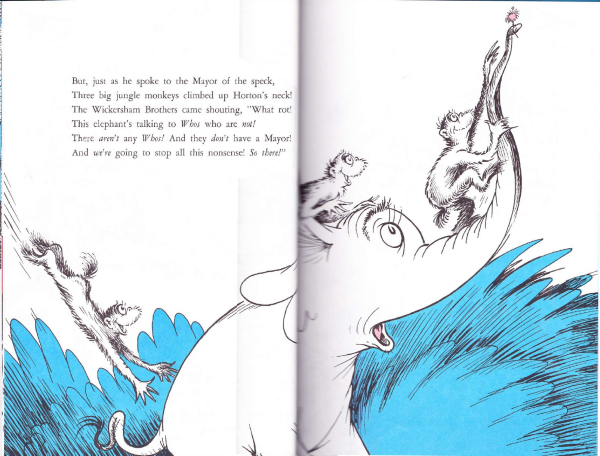 But, just as he spoke to the Mayor of the speck,
Three big jungle monkeys climbed up Horton's neck!
The Wickersham Brothers came shouting, "What rot!
This elephant's talking to Whos who are not!
There aren't any Whos! And they don't have a Mayor!
And we're going to stop all this nonsense! So there!"